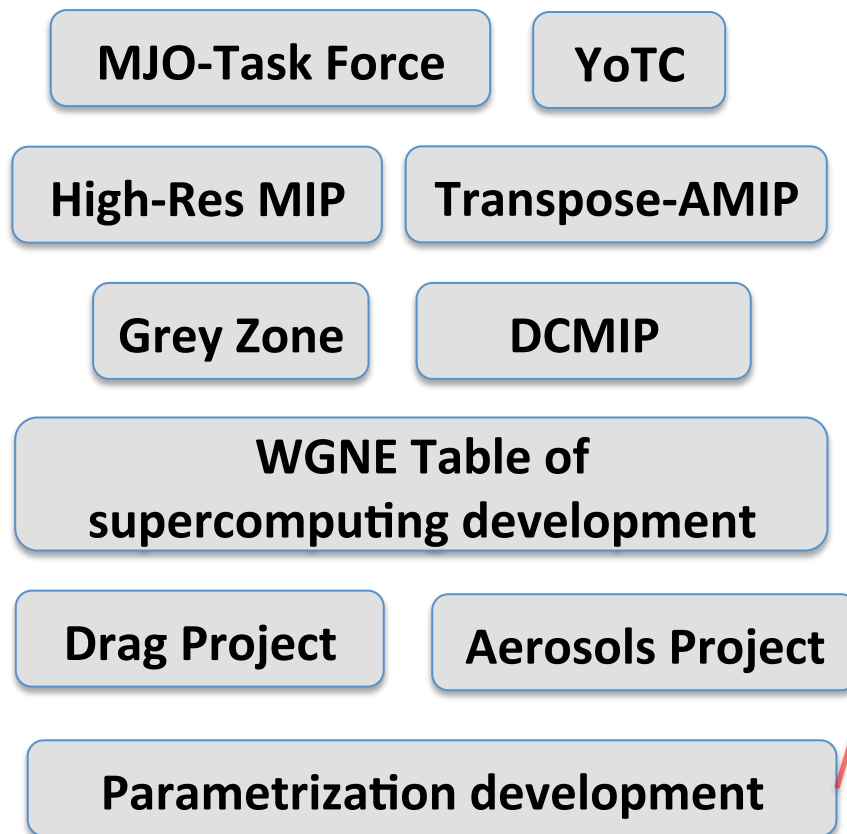 MJO-Task Force
YoTC
High-Res MIP
Transpose-AMIP
Grey Zone
DCMIP
WGNE Table of
supercomputing development
Drag Project
Aerosols Project
Parametrization development